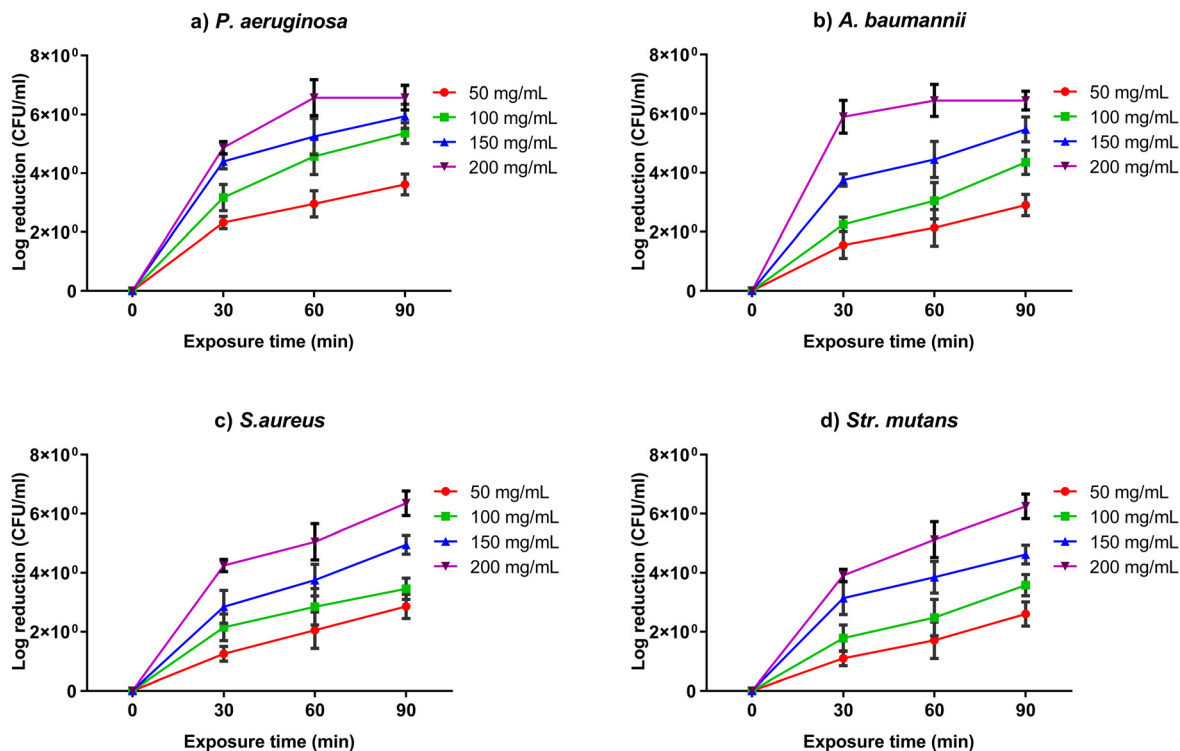 a) P. aeruginosa
Log reduction (CFU/ml)
8×10⁰
6×10⁰
4×10⁰
2×10⁰
0
0 30 60 90
Exposure time (min)
50 mg/mL
100 mg/mL
150 mg/mL
200 mg/mL
b) A. baumannii
Log reduction (CFU/ml)
8×10⁰
6×10⁰
4×10⁰
2×10⁰
0
0 30 60 90
Exposure time (min)
50 mg/mL
100 mg/mL
150 mg/mL
200 mg/mL
c) S.aureus
Log reduction (CFU/ml)
8×10⁰
6×10⁰
4×10⁰
2×10⁰
0
0 30 60 90
Exposure time (min)
50 mg/mL
100 mg/mL
150 mg/mL
200 mg/mL
d) Str. mutans
Log reduction (CFU/ml)
8×10⁰
6×10⁰
4×10⁰
2×10⁰
0
0 30 60 90
Exposure time (min)
50 mg/mL
100 mg/mL
150 mg/mL
200 mg/mL